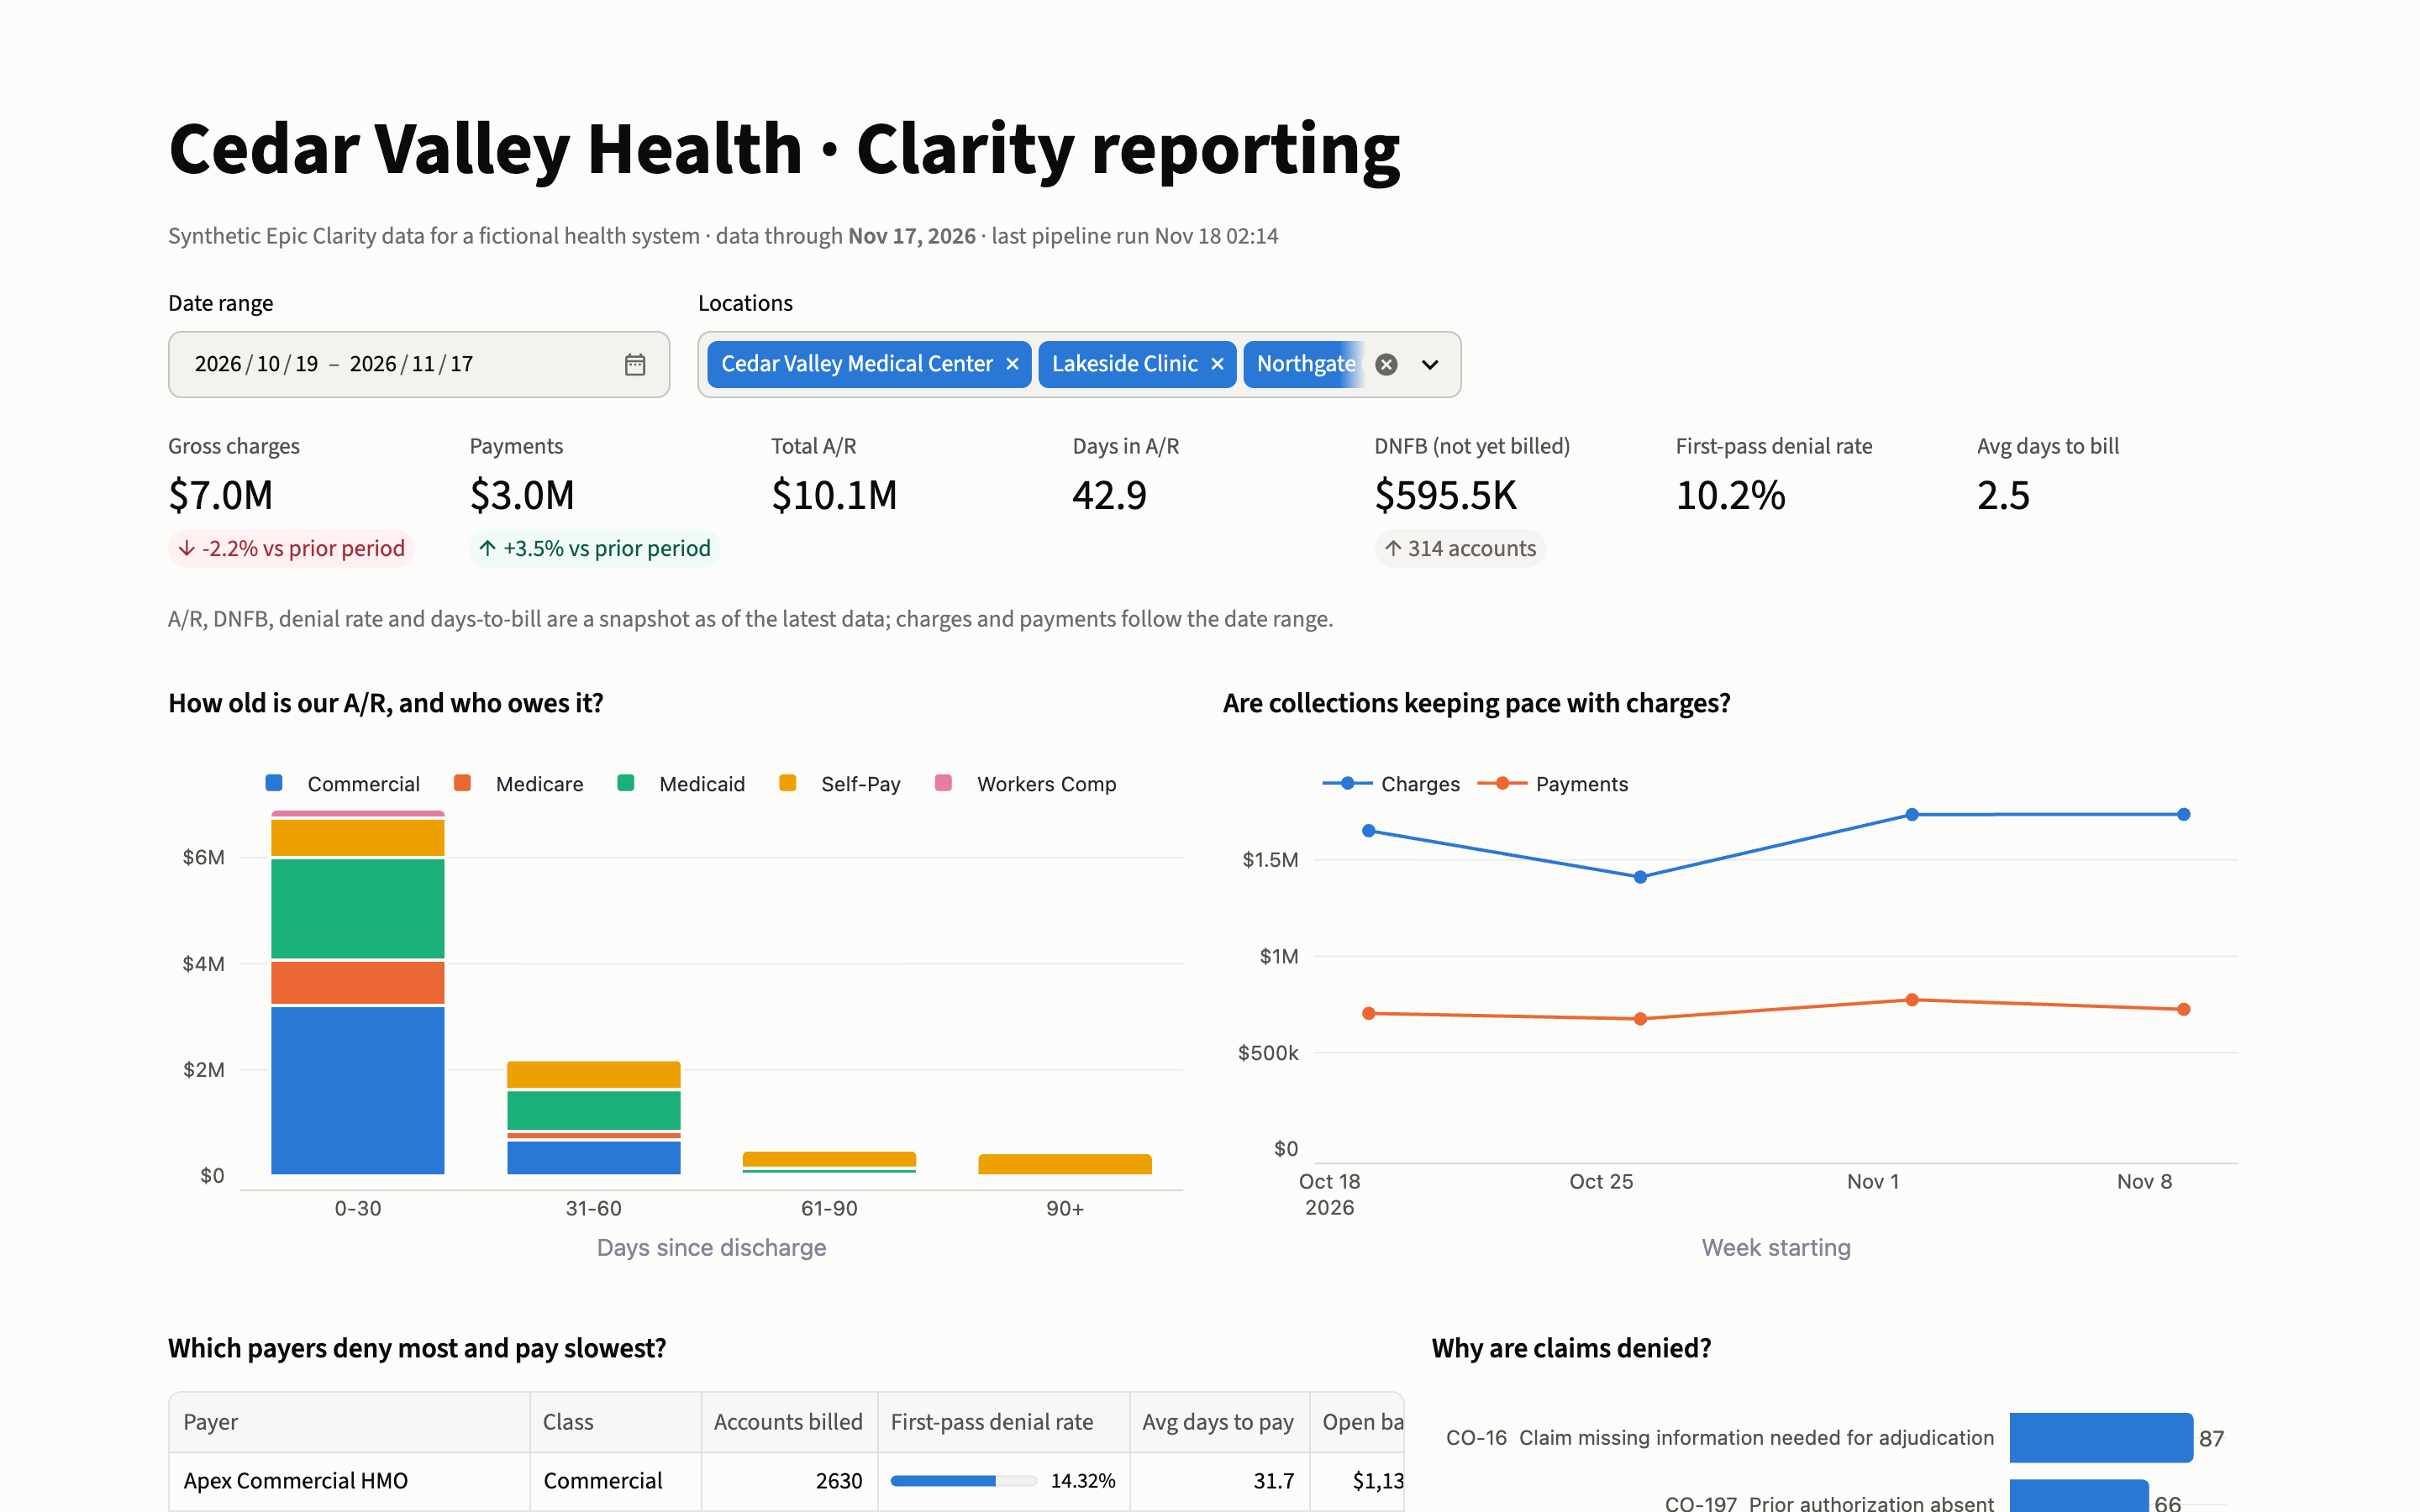 Cedar Valley Health · Clarity reporting
Synthetic Epic Clarity data for a fictional health system · data through Nov 17, 2026 · last pipeline run Nov 18 02:14
Date range
2026/10/19 – 2026/11/17
Locations
Cedar Valley Medical Center × Lakeside Clinic × Northgate
Gross charges
$7.0M
↓ -2.2% vs prior period
Payments
$3.0M
↑ +3.5% vs prior period
Total A/R
$10.1M
Days in A/R
42.9
DNFB (not yet billed)
$595.5K
↑ 314 accounts
First-pass denial rate
10.2%
Avg days to bill
2.5
A/R, DNFB, denial rate and days-to-bill are a snapshot as of the latest data; charges and payments follow the date range.
How old is our A/R, and who owes it?
Commercial Medicare Medicaid Self-Pay Workers Comp
$6M
$4M
$2M
$0
0-30 31-60 61-90 90+
Days since discharge
Are collections keeping pace with charges?
Charges Payments
$1.5M
$1M
$500k
$0
Oct 18 Oct 25 Nov 1 Nov 8
2026
Week starting
Which payers deny most and pay slowest?
Payer Class Accounts billed First-pass denial rate Avg days to pay Open ba
Apex Commercial HMO Commercial 2630 14.32% 31.7 $1,13
Why are claims denied?
CO-16 Claim missing information needed for adjudication 87
CO-197 Prior authorization absent 66